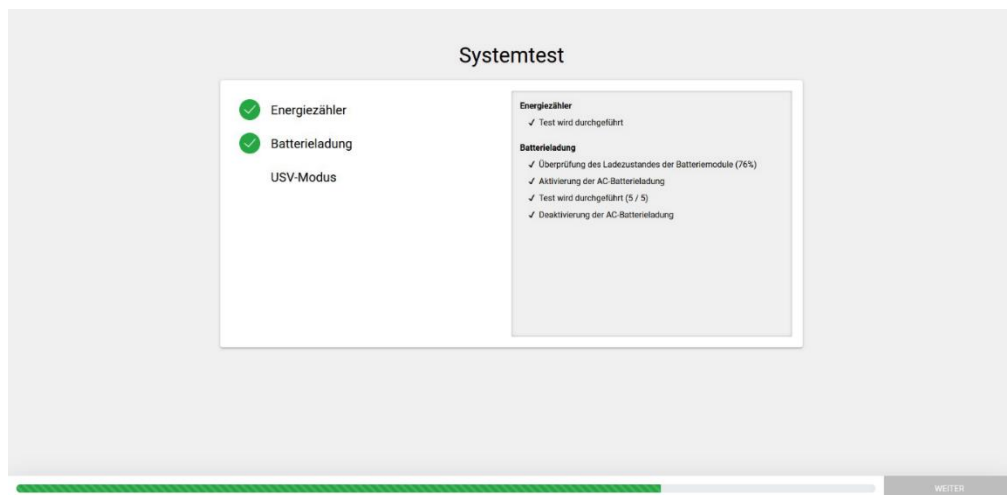 Systemtest
Energiezähler
Batterieladung
USV-Modus
Energiezähler
✓ Test wird durchgeführt
Batterieladung
✓ Überprüfung des Ladezustandes der Batteriemodule (76%)
✓ Aktivierung der AC-Batterieladung
✓ Test wird durchgeführt (5 / 5)
✓ Deaktivierung der AC-Batterieladung
WEITER